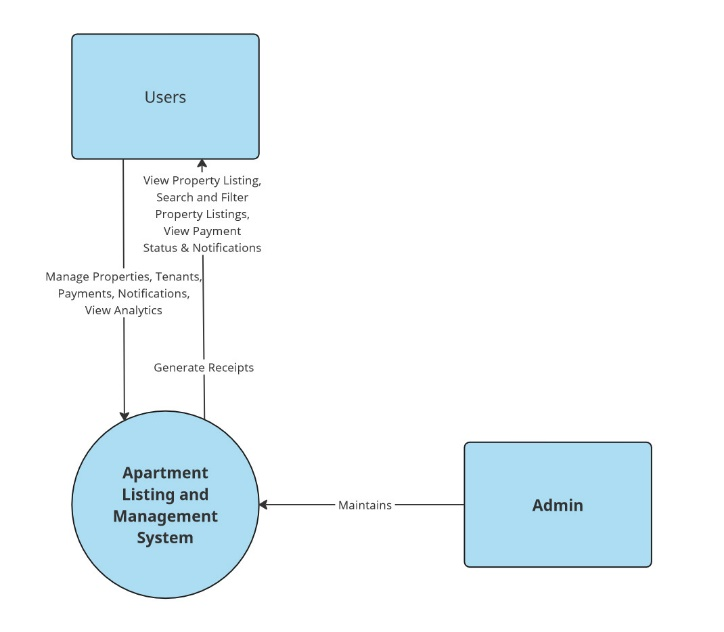 Users
View Property Listing,
Search and Filter
Property Listings,
View Payment
Status & Notifications
Manage Properties, Tenants,
Payments, Notifications,
View Analytics
Generate Receipts
Apartment
Listing and
Management
System
Maintains
Admin